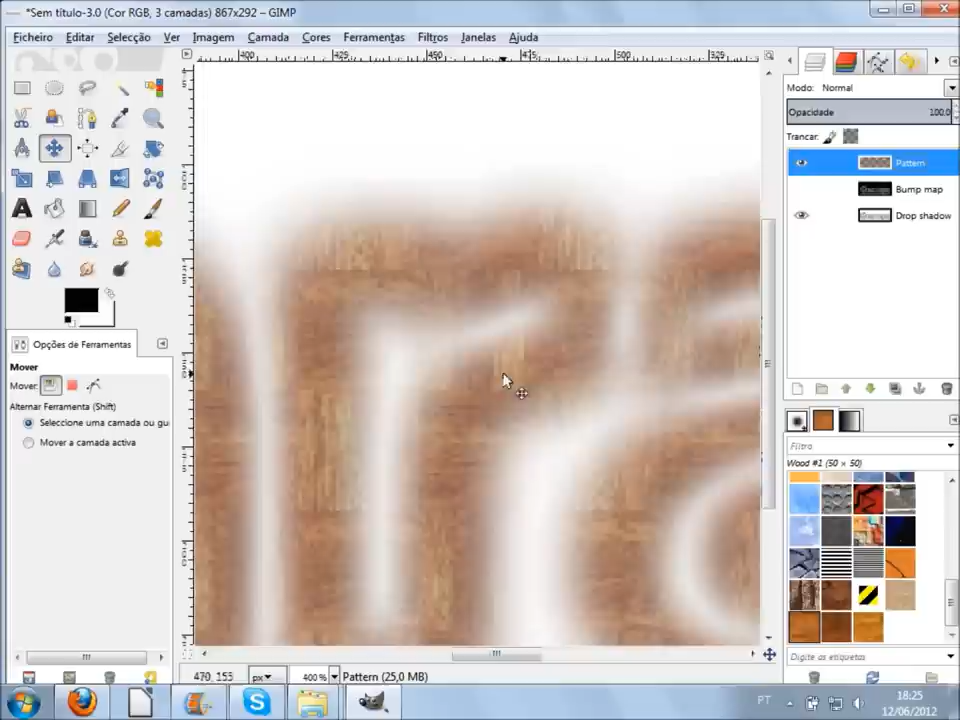 *Sem título-3.0 (Cor RGB, 3 camadas) 867x292 – GIMP
Ficheiro Editar Selecção Ver Imagem Camada Cores Ferramentas Filtros Janelas Ajuda
400 425 450 475 500 525
Modo: Normal
Opacidade 100.0
Trancar:
Pattern
Bump map
Drop shadow
Opções de Ferramentas
Mover
Mover:
Alternar Ferramenta (Shift)
Seleccione uma camada ou gu
Mover a camada activa
Filtro
Wood #1 (50 × 50)
Digite as etiquetas
470, 153 px 400 % Pattern (25,0 MB)
PT 18:25
12/06/2012